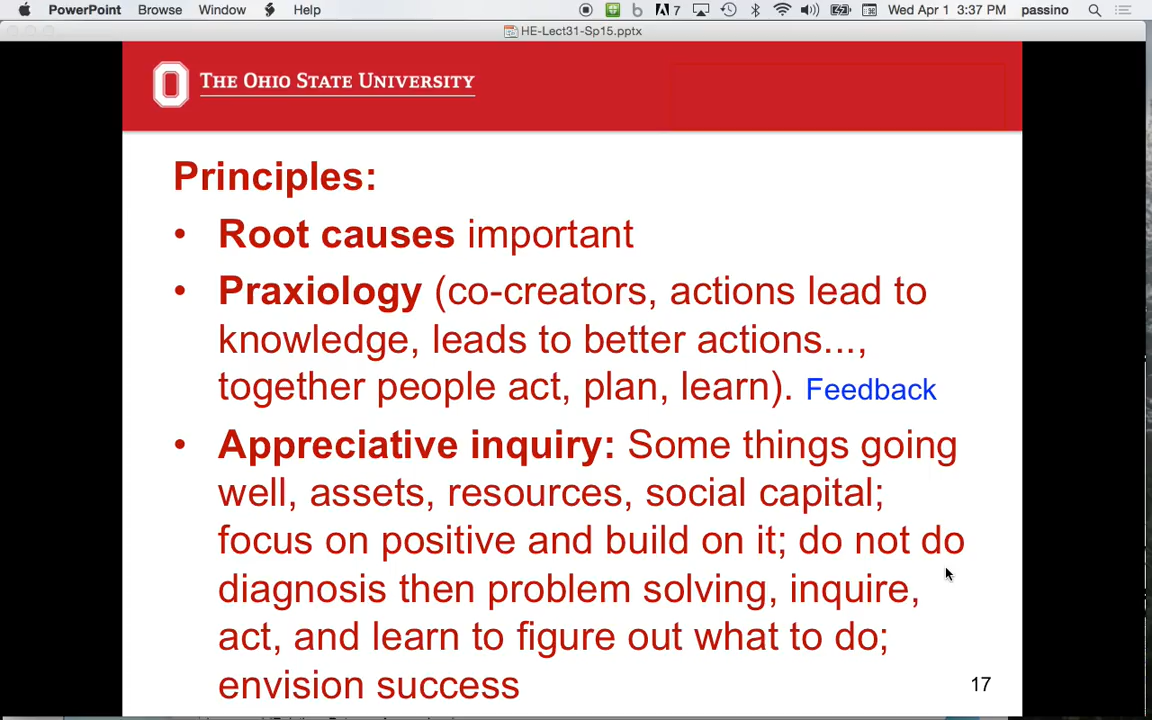 PowerPoint Browse Window Help 7 Wed Apr 1 3:37 PM passino
HE-Lect31-Sp15.pptx
THE OHIO STATE UNIVERSITY
Principles:
• Root causes important
• Praxiology (co-creators, actions lead to
knowledge, leads to better actions...,
together people act, plan, learn). Feedback
• Appreciative inquiry: Some things going
well, assets, resources, social capital;
focus on positive and build on it; do not do
diagnosis then problem solving, inquire,
act, and learn to figure out what to do;
envision success
17